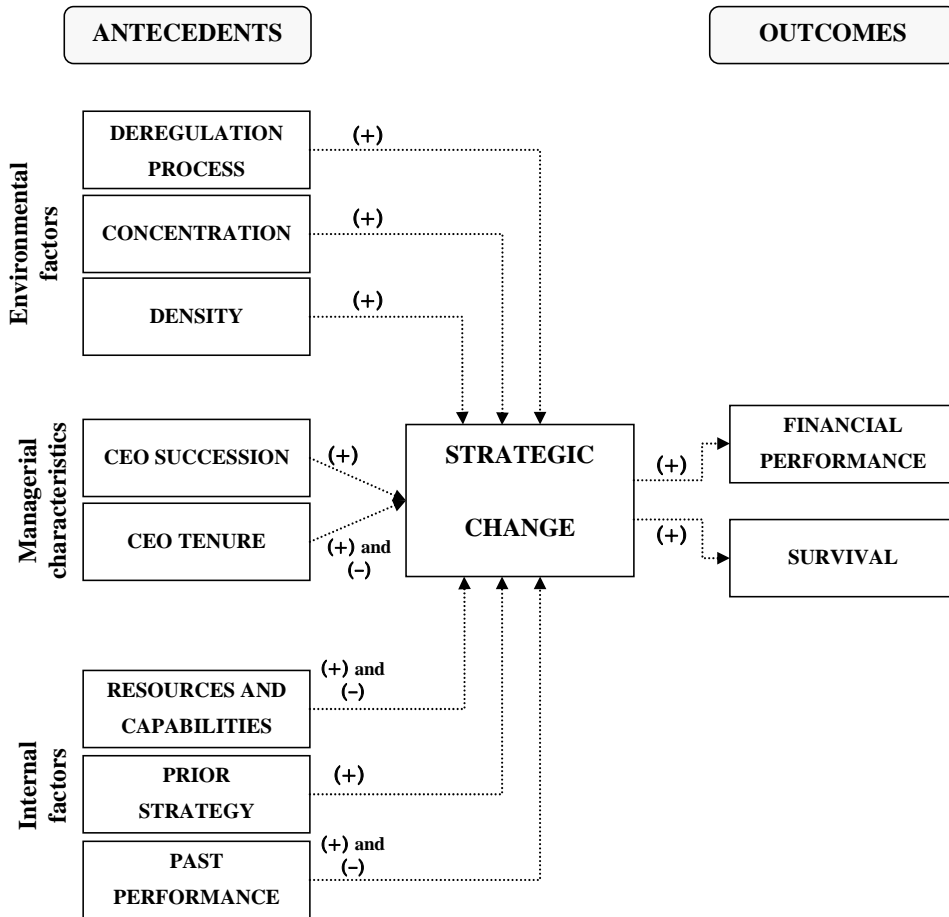 ANTECEDENTS
OUTCOMES
Environmental
factors
DEREGULATION
PROCESS
(+)
CONCENTRATION
(+)
DENSITY
(+)
Managerial
characteristics
CEO SUCCESSION
(+)
CEO TENURE
(+) and
(–)
STRATEGIC
CHANGE
(+)
FINANCIAL
PERFORMANCE
(+)
SURVIVAL
Internal
factors
RESOURCES AND
CAPABILITIES
(+) and
(–)
PRIOR
STRATEGY
(+)
PAST
PERFORMANCE
(+) and
(–)